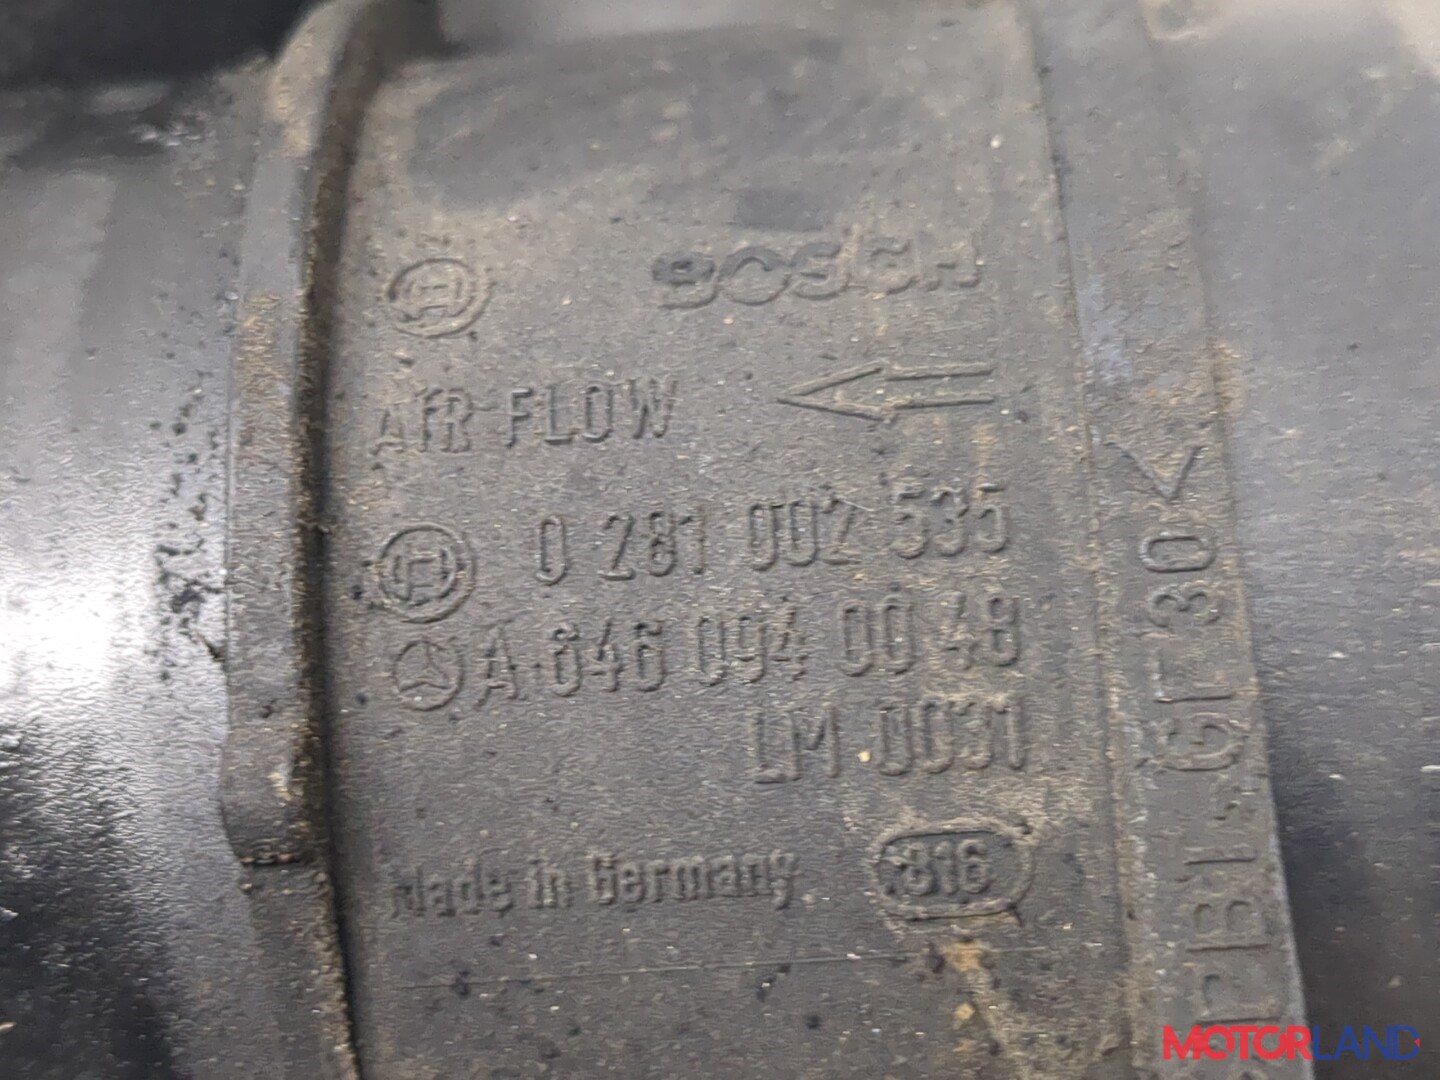 BOSCH
AIR FLOW
0 281 002 535
A 646 094 00 48
LM 0031
Made in Germany
816
>PBT-GF30<
MOTORLAND